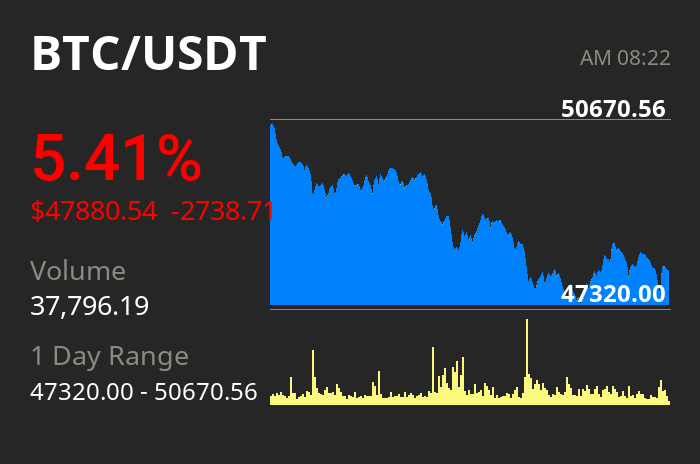 BTC/USDT
AM 08:22
50670.56
5.41%
$47880.54 -2738.71
Volume
37,796.19
47320.00
1 Day Range
47320.00 - 50670.56